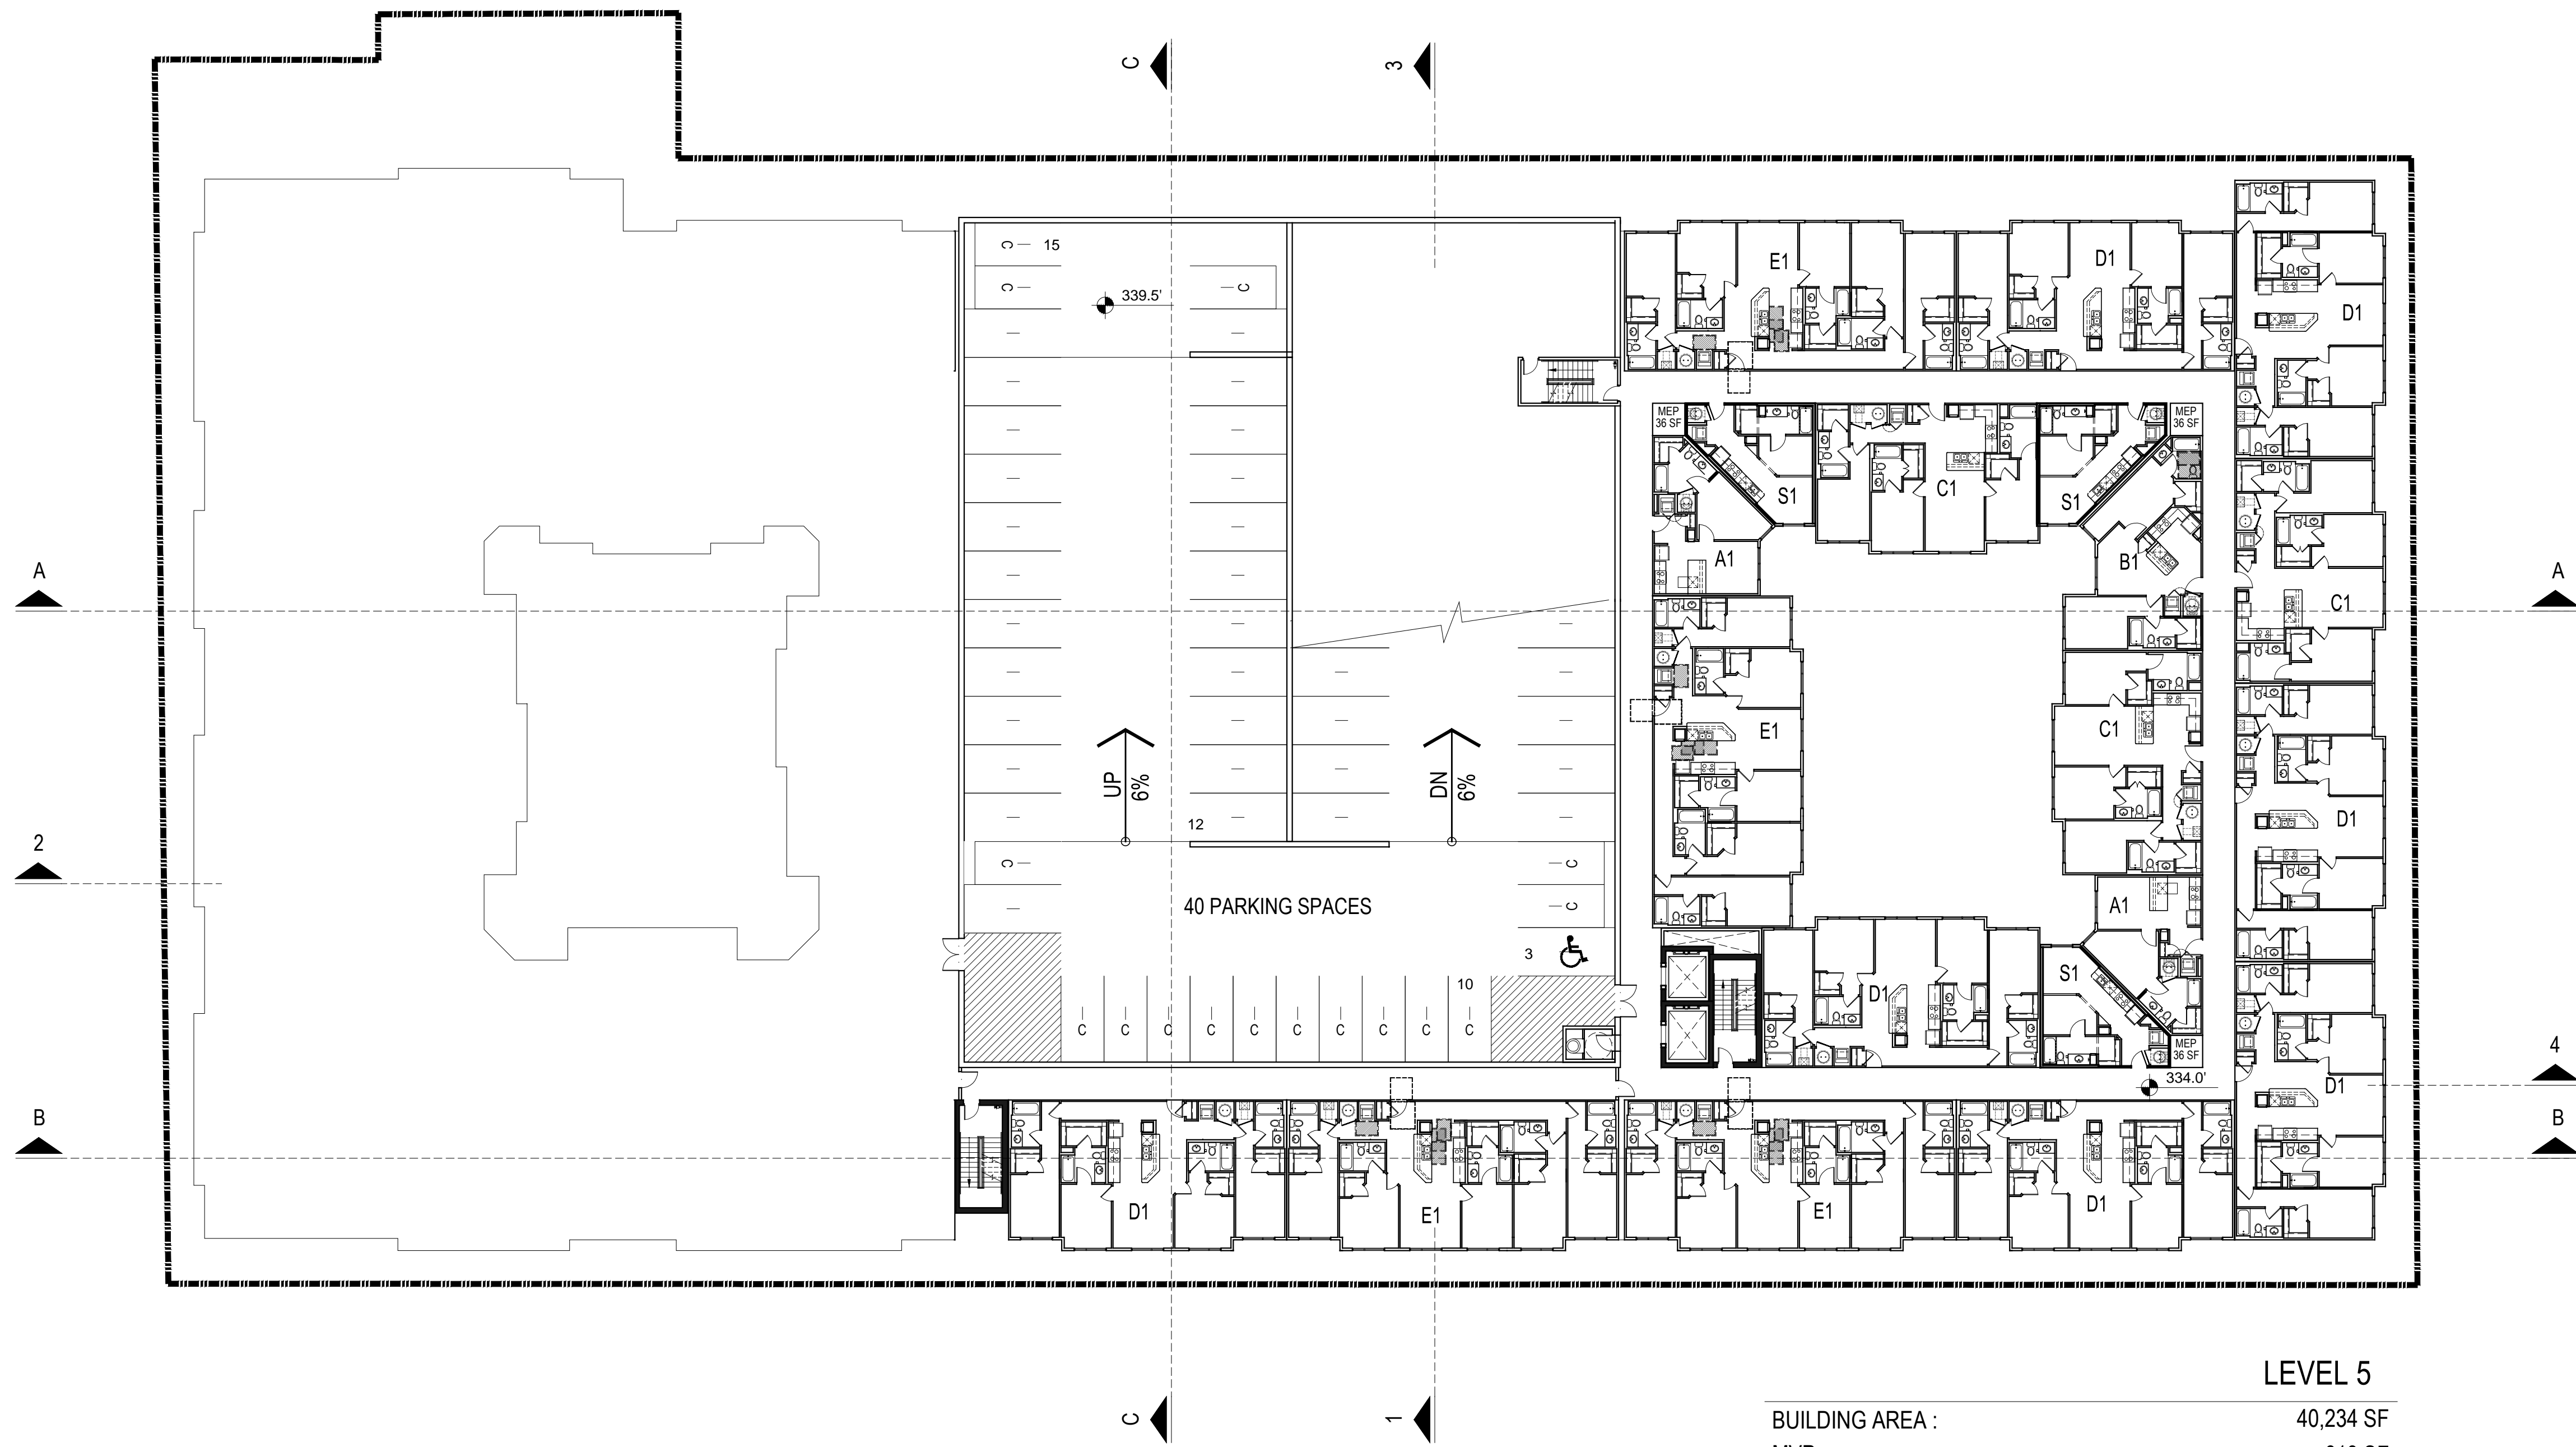 C
3
C 15
C
339.5'
C
E1
D1
D1
MEP
36 SF
MEP
36 SF
S1
C1
S1
A1
B1
A
A
C1
E1
C1
D1
UP
6%
DN
6%
12
2
C
C
C
40 PARKING SPACES
A1
3
10
S1
D1
C C C C C C C C C C
MEP
36 SF
334.0'
4
D1
B
B
D1
E1
E1
D1
C
1
LEVEL 5
BUILDING AREA : 40,234 SF